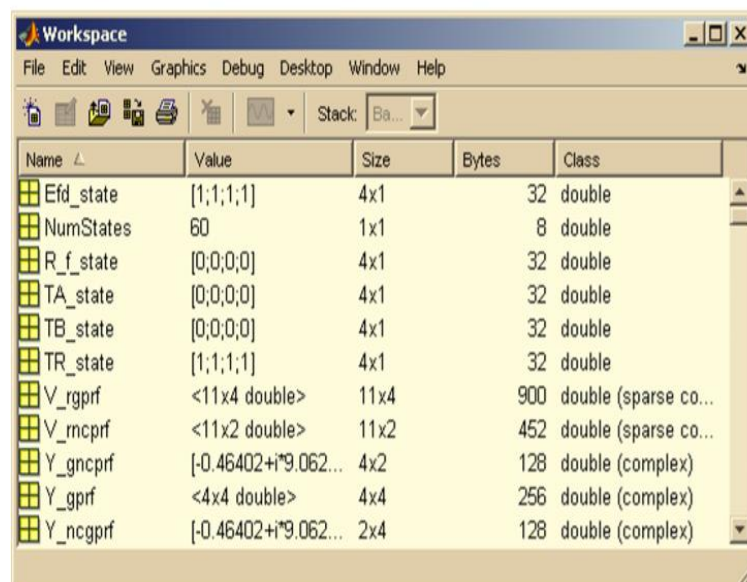 Workspace
File Edit View Graphics Debug Desktop Window Help
Stack: Ba...
Name Value Size Bytes Class
Efd_state [1;1;1;1] 4x1 32 double
NumStates 60 1x1 8 double
R_f_state [0;0;0;0] 4x1 32 double
TA_state [0;0;0;0] 4x1 32 double
TB_state [0;0;0;0] 4x1 32 double
TR_state [1;1;1;1] 4x1 32 double
V_rgprf <11x4 double> 11x4 900 double (sparse co...
V_rncprf <11x2 double> 11x2 452 double (sparse co...
Y_gncprf [-0.46402+i*9.062... 4x2 128 double (complex)
Y_gprf <4x4 double> 4x4 256 double (complex)
Y_ncgprf [-0.46402+i*9.062... 2x4 128 double (complex)